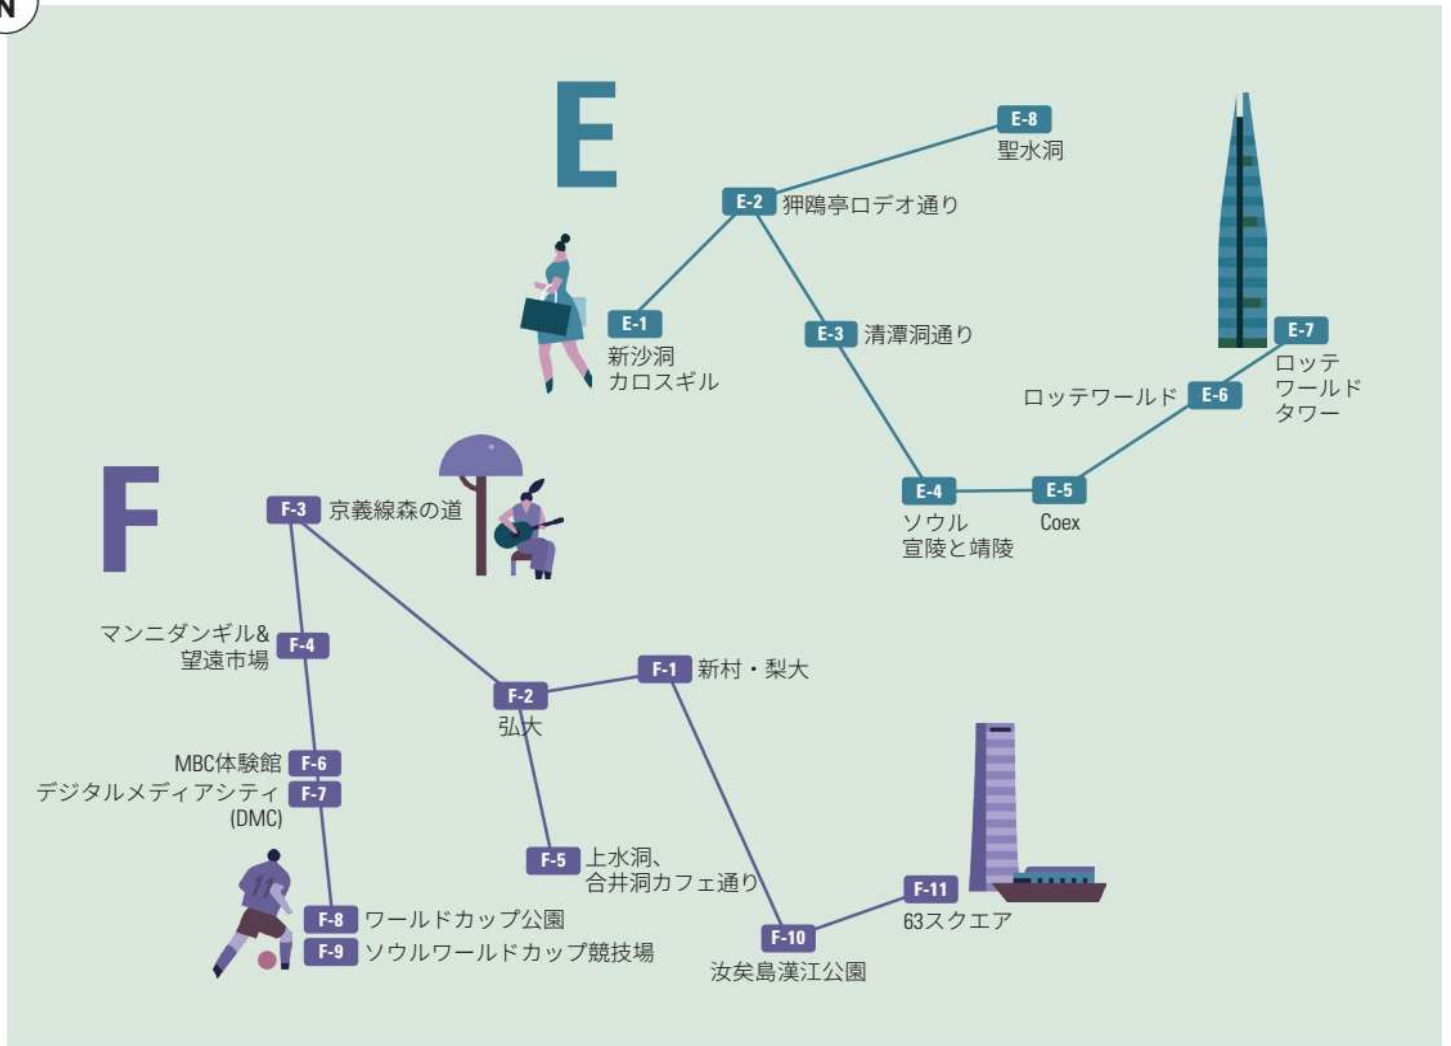 N
E
E-8
聖水洞
E-2 狎鴎亭ロデオ通り
E-1
新沙洞
カロスギル
E-3 清潭洞通り
E-7
ロッテ
ワールド
タワー
ロッテワールド E-6
E-4
ソウル
宣陵と靖陵
E-5
Coex
F
F-3 京義線森の道
マンニダンギル&
望遠市場
F-4
F-1 新村・梨大
F-2
弘大
MBC体験館 F-6
デジタルメディアシティ F-7
(DMC)
F-5 上水洞、
合井洞カフェ通り
11
F-8 ワールドカップ公園
F-9 ソウルワールドカップ競技場
F-11
63スクエア
F-10
汝矣島漢江公園